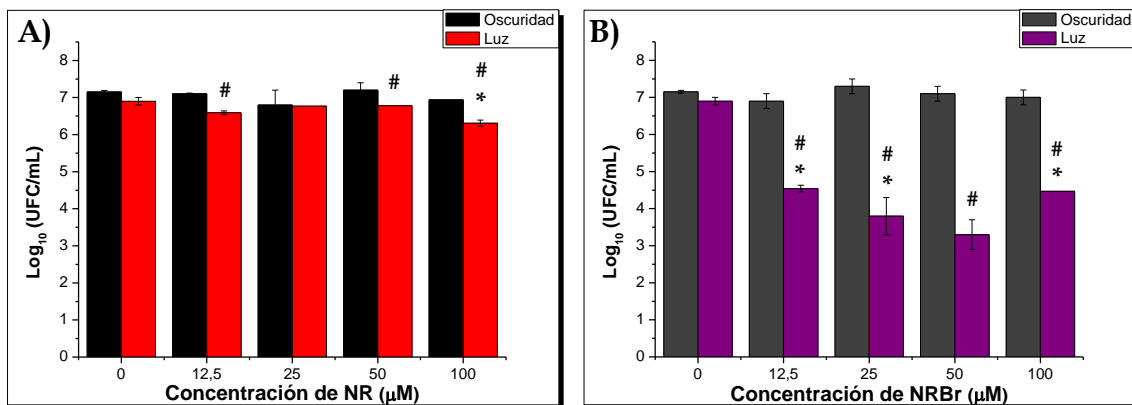 A)
Oscuridad
Luz
8
7
6
5
4
3
2
1
0
Log10 (UFC/mL)
#
#
#
*
0 12,5 25 50 100
Concentración de NR (µM)
B)
Oscuridad
Luz
8
7
6
5
4
3
2
1
0
Log10 (UFC/mL)
#
*
#
*
#
#
*
0 12,5 25 50 100
Concentración de NRBr (µM)